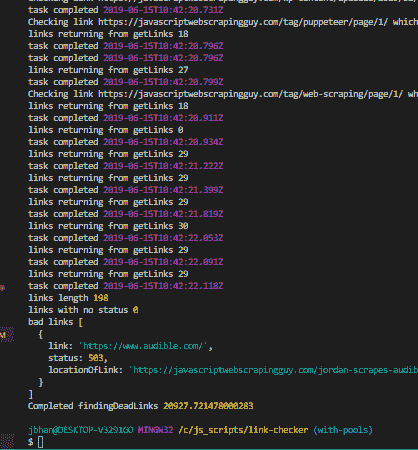 task completed 2019-06-15T10:42:20.731Z
Checking link https://javascriptwebscrapingguy.com/tag/puppeteer/page/1/ whic
links returning from getLinks 18
task completed 2019-06-15T10:42:20.796Z
task completed 2019-06-15T10:42:20.796Z
links returning from getLinks 27
task completed 2019-06-15T10:42:20.799Z
Checking link https://javascriptwebscrapingguy.com/tag/web-scraping/page/1/ w
links returning from getLinks 18
task completed 2019-06-15T10:42:20.911Z
links returning from getLinks 0
task completed 2019-06-15T10:42:20.934Z
links returning from getLinks 29
task completed 2019-06-15T10:42:21.222Z
links returning from getLinks 29
task completed 2019-06-15T10:42:21.399Z
links returning from getLinks 29
task completed 2019-06-15T10:42:21.819Z
links returning from getLinks 30
task completed 2019-06-15T10:42:22.053Z
links returning from getLinks 29
task completed 2019-06-15T10:42:22.091Z
links returning from getLinks 29
task completed 2019-06-15T10:42:22.118Z
links length 198
links with no status 0
bad links [
{
M
link: 'https://www.audible.com/',
status: 503,
locationOfLink: 'https://javascriptwebscrapingguy.com/jordan-scrapes-audib
}
]
Completed findingDeadLinks 20927.721478000283
jbhan@DESKTOP-V3291GO MINGW32 /c/js_scripts/link-checker (with-pools)
$